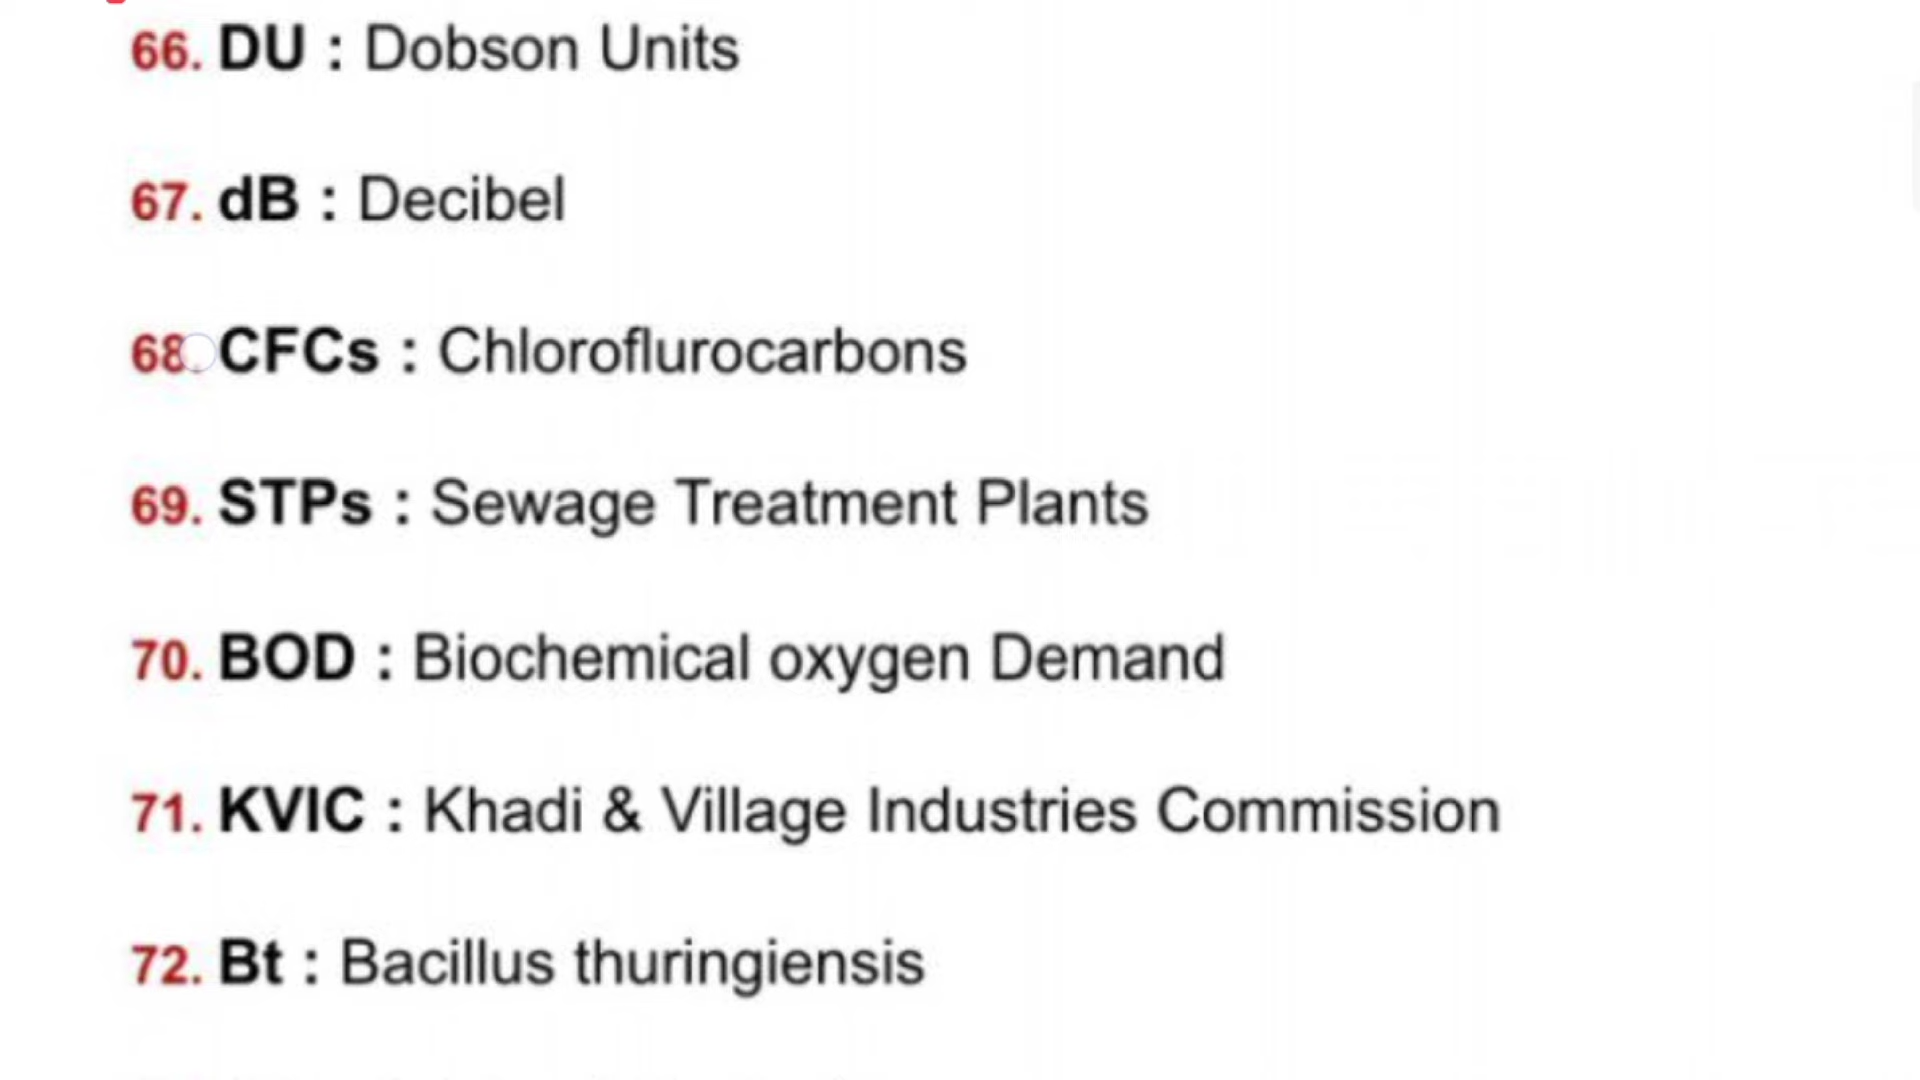 66. DU : Dobson Units
67. dB : Decibel
68. CFCs : Chloroflurocarbons
69. STPs : Sewage Treatment Plants
70. BOD : Biochemical oxygen Demand
71. KVIC : Khadi & Village Industries Commission
72. Bt : Bacillus thuringiensis